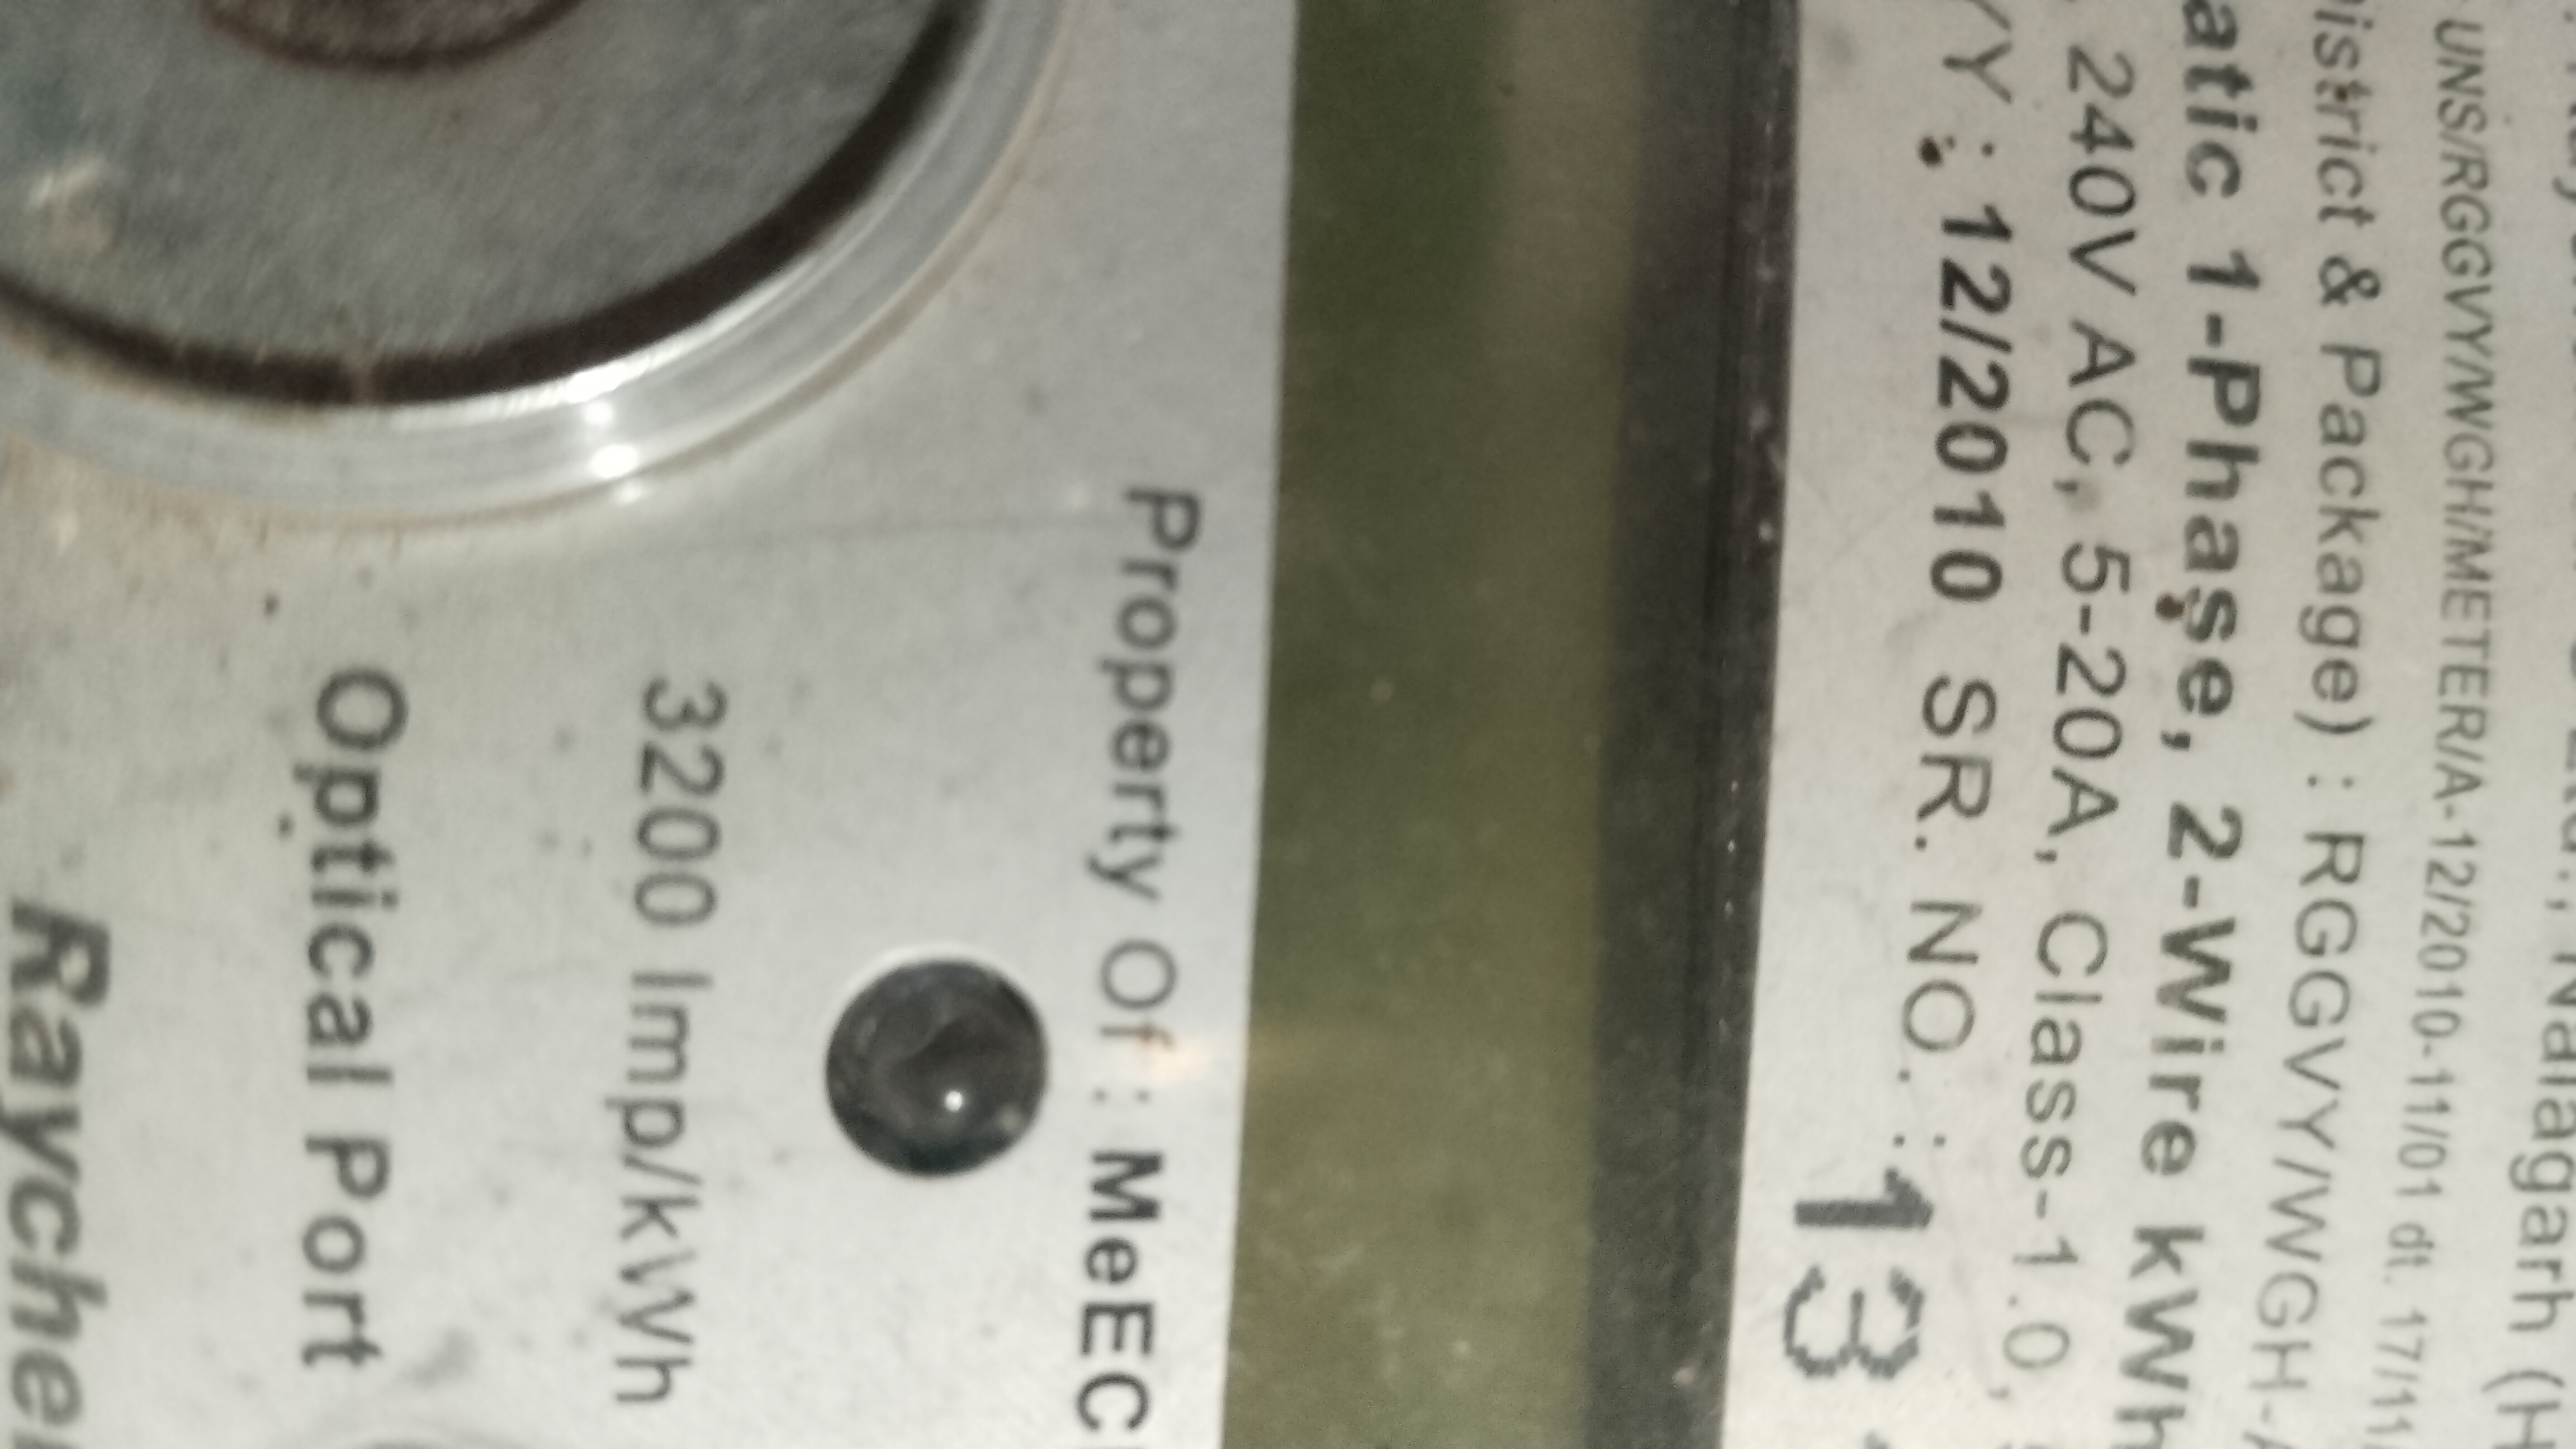 Nalagarh (H
UNS/RGGVY/WGH/METER/A-12/2010-11/01 dt. 17/11
District & Package) : RGGVY/WGH-
atic 1-Phase, 2-Wire kWh
240V AC, 5-20A, Class-1.0,
YY : 12/2010 SR. NO. : 13
Property Of : MeEC
3200 Imp/kWh
Optical Port
Rayche